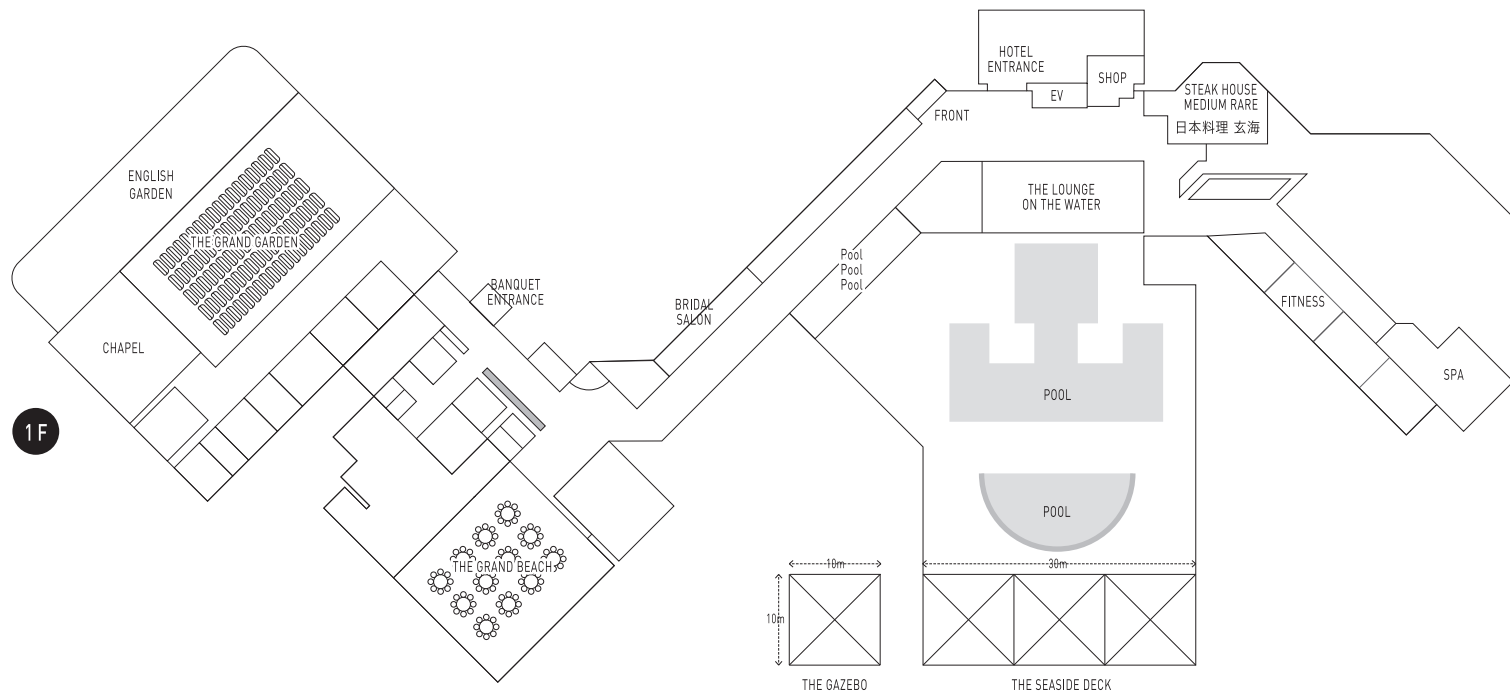 HOTEL
ENTRANCE
SHOP
EV
STEAK HOUSE
MEDIUM RARE
日本料理 玄海
FRONT
ENGLISH
GARDEN
THE LOUNGE
ON THE WATER
THE GRAND GARDEN
Pool
Pool
Pool
BANQUET
ENTRANCE
BRIDAL
SALON
FITNESS
CHAPEL
SPA
POOL
1F
POOL
THE GRAND BEACH
10m
30m
10m
THE GAZEBO
THE SEASIDE DECK